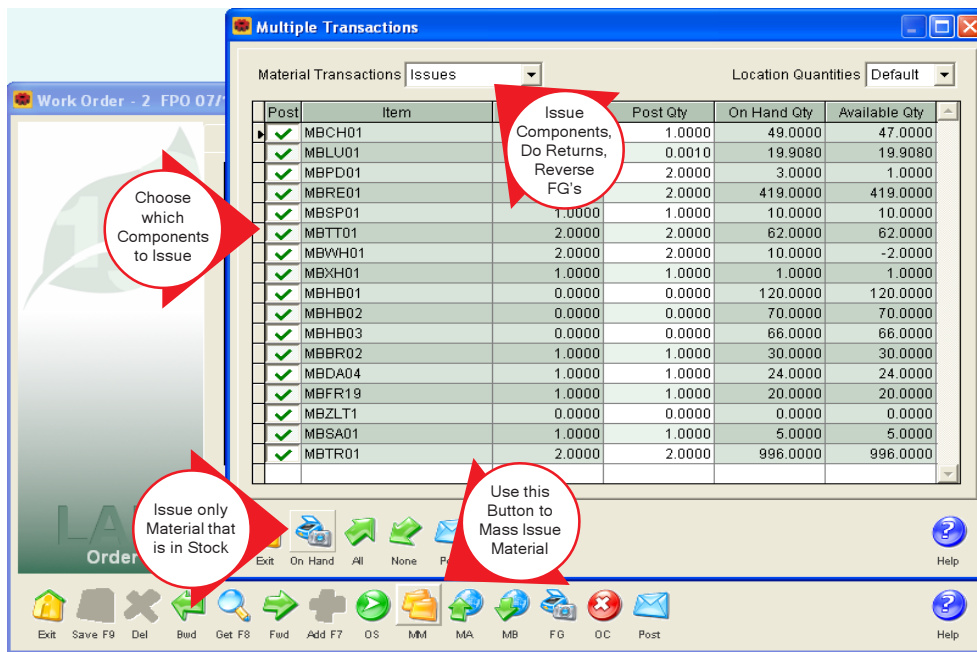 Multiple Transactions
Material Transactions Issues Location Quantities Default
Work Order - 2 FPO 07/
Post Item Post Qty On Hand Qty Available Qty
MBCH01 1.0000 49.0000 47.0000
MBLU01 0.0010 19.9080 19.9080
MBPD01 2.0000 3.0000 1.0000
MBRE01 2.0000 419.0000 419.0000
MBSP01 1.0000 1.0000 10.0000 10.0000
MBTT01 2.0000 2.0000 62.0000 62.0000
MBWH01 2.0000 2.0000 10.0000 -2.0000
MBXH01 1.0000 1.0000 1.0000 1.0000
MBHB01 0.0000 0.0000 120.0000 120.0000
MBHB02 0.0000 0.0000 70.0000 70.0000
MBHB03 0.0000 0.0000 66.0000 66.0000
MBBR02 1.0000 1.0000 30.0000 30.0000
MBDA04 1.0000 1.0000 24.0000 24.0000
MBFR19 1.0000 1.0000 20.0000 20.0000
MBZLT1 0.0000 0.0000 0.0000 0.0000
MBSA01 1.0000 1.0000 5.0000 5.0000
MBTR01 2.0000 2.0000 996.0000 996.0000
Issue
Components,
Do Returns,
Reverse
FG's
Choose
which
Components
to Issue
Issue only
Material that
is in Stock
Use this
Button to
Mass Issue
Material
Order
Exit On Hand All None Help
Exit Save F9 Del Bwd Get F8 Fwd Add F7 OS MM MA MB FG OC Post Help